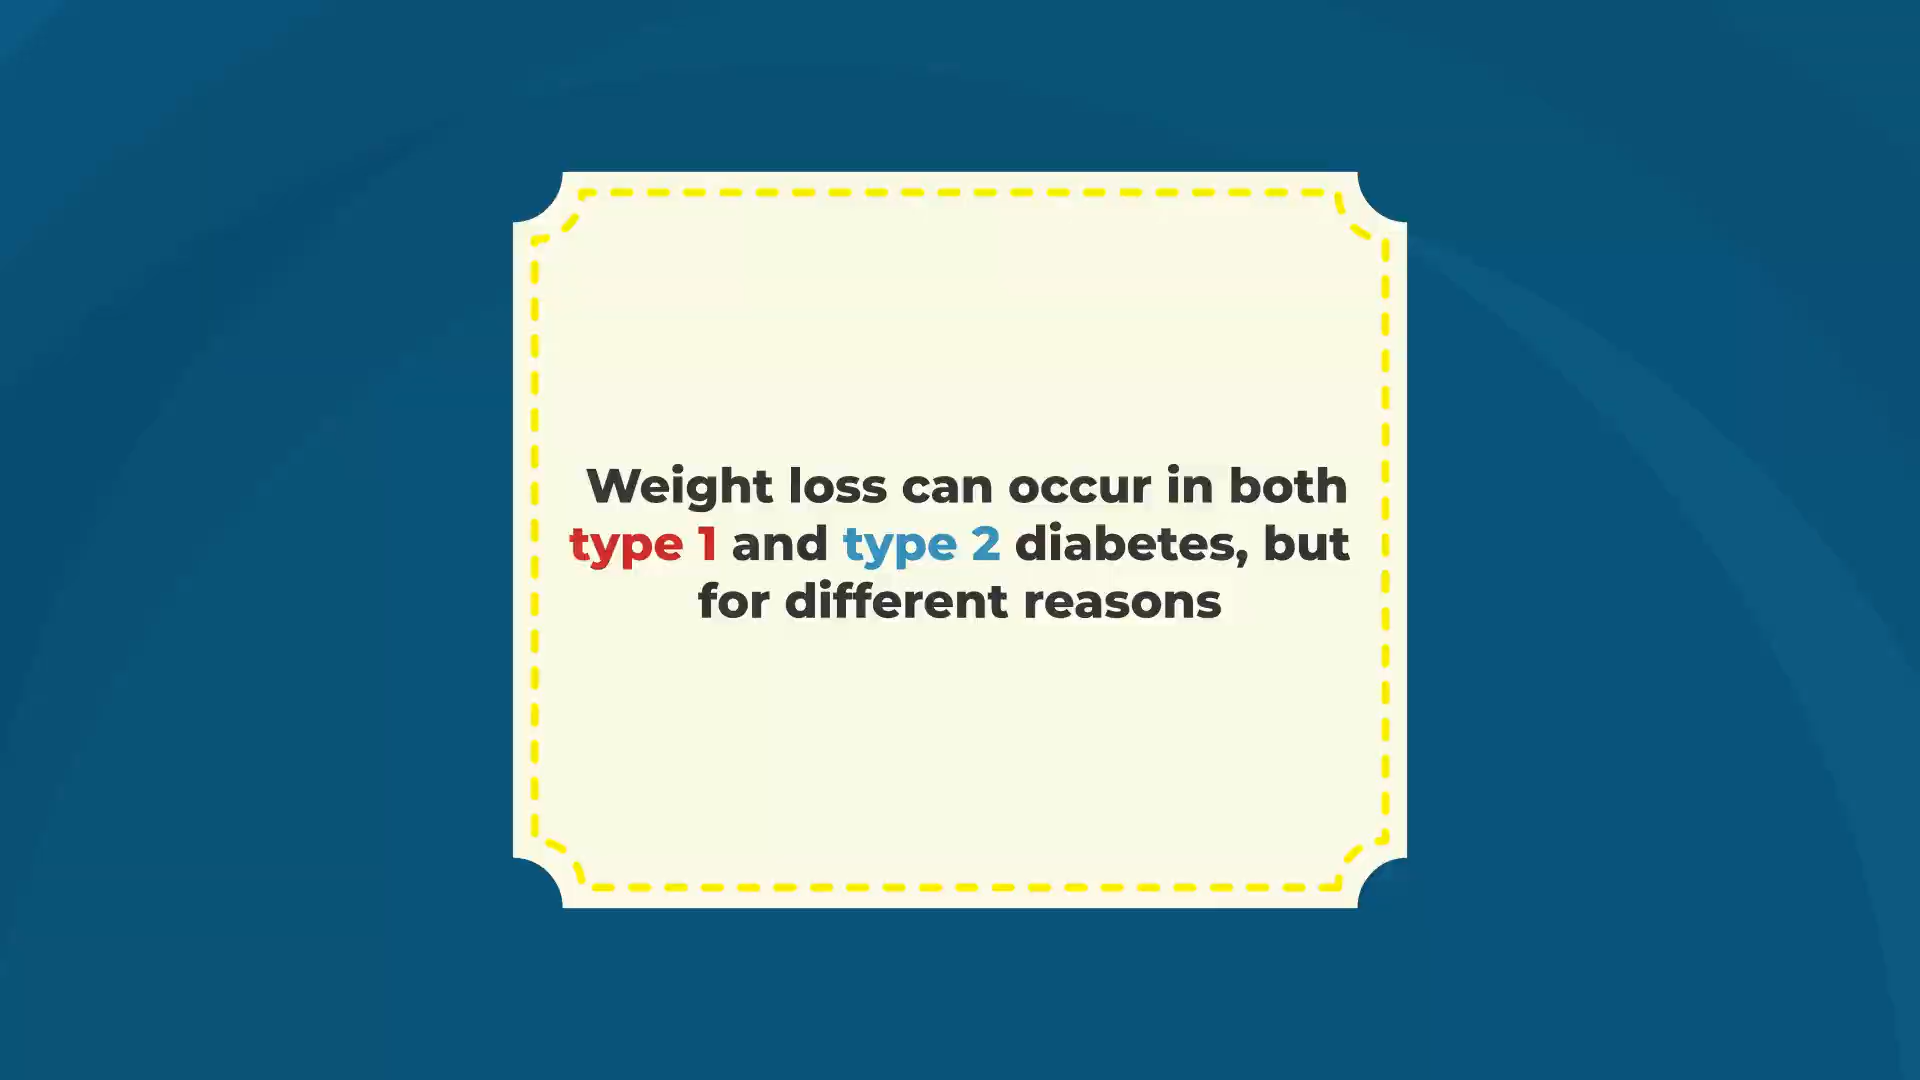 Weight loss can occur in both
type 1 and type 2 diabetes, but
for different reasons